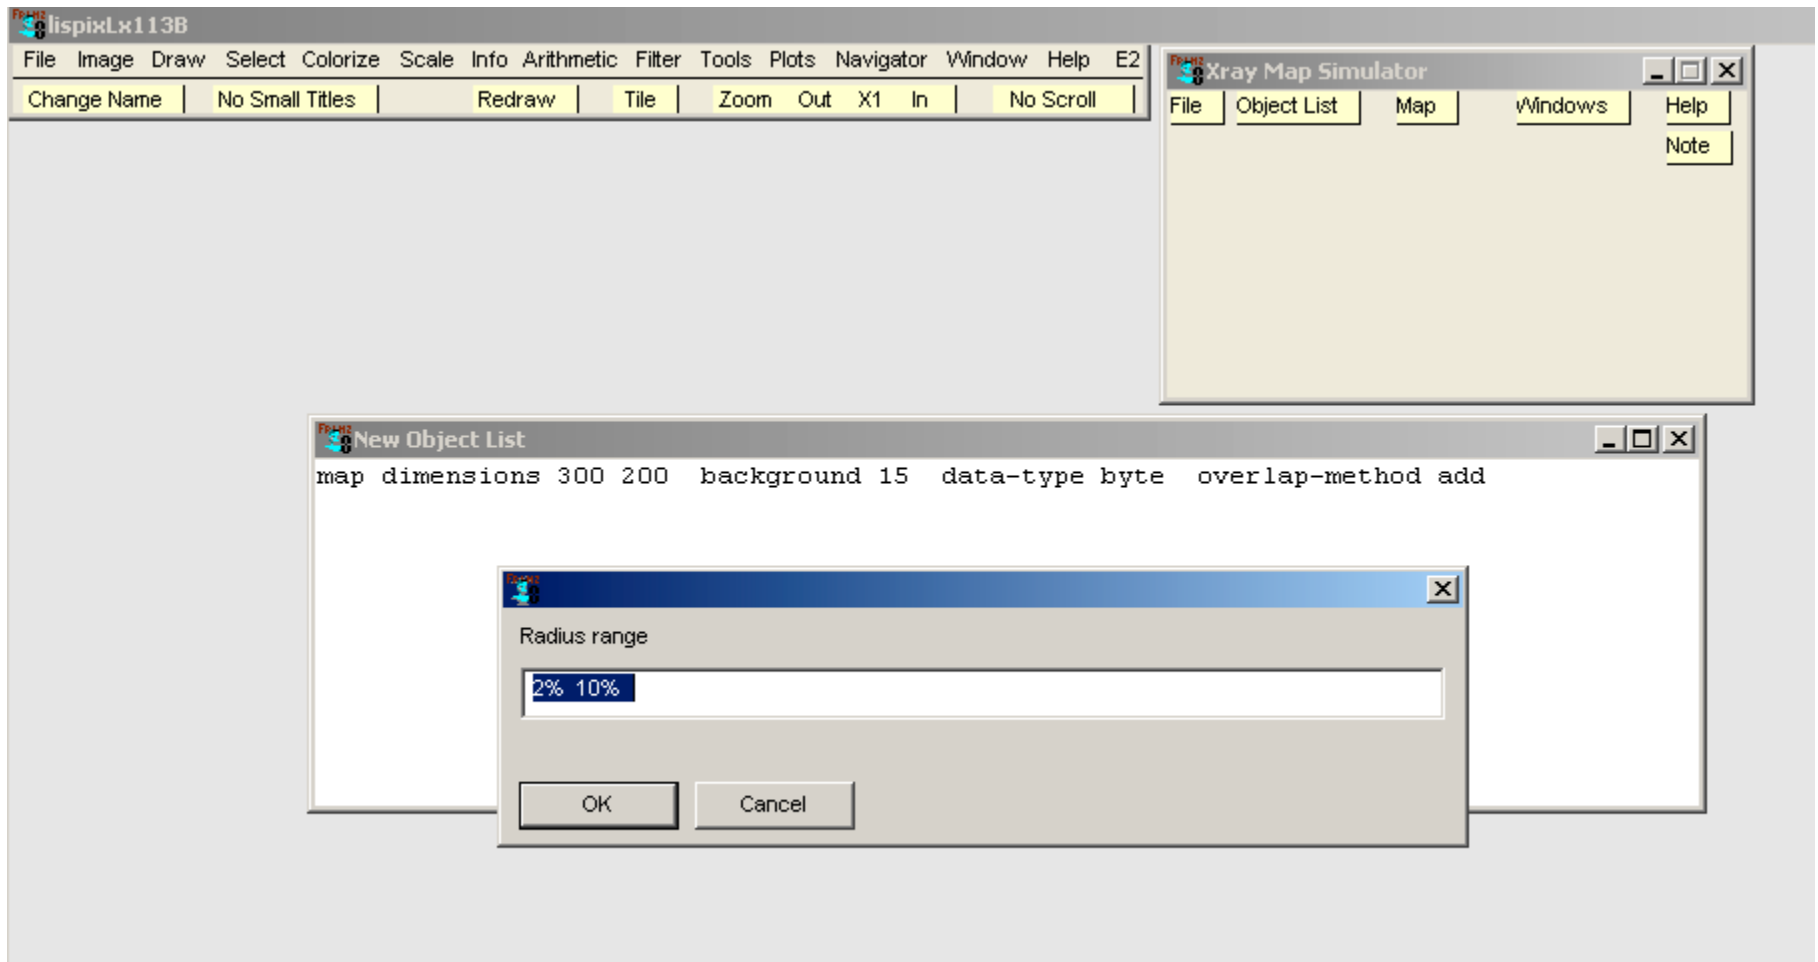 lispixLx113B
File Image Draw Select Colorize Scale Info Arithmetic Filter Tools Plots Navigator Window Help E2
Change Name No Small Titles Redraw Tile Zoom Out X1 In No Scroll
Xray Map Simulator
File Object List Map Windows Help
Note
New Object List
map dimensions 300 200 background 15 data-type byte overlap-method add
Radius range
2% 10%
OK Cancel